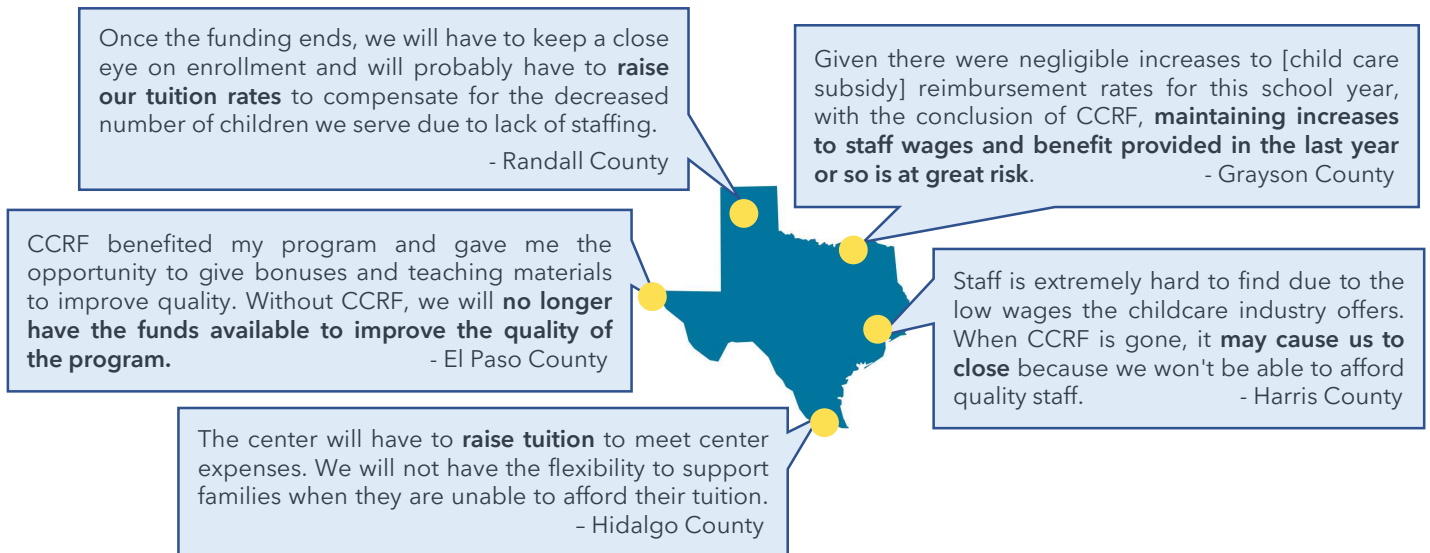 Once the funding ends, we will have to keep a close
eye on enrollment and will probably have to raise
our tuition rates to compensate for the decreased
number of children we serve due to lack of staffing.
- Randall County
Given there were negligible increases to [child care
subsidy] reimbursement rates for this school year,
with the conclusion of CCRF, maintaining increases
to staff wages and benefit provided in the last year
or so is at great risk. - Grayson County
CCRF benefited my program and gave me the
opportunity to give bonuses and teaching materials
to improve quality. Without CCRF, we will no longer
have the funds available to improve the quality of
the program. - El Paso County
Staff is extremely hard to find due to the
low wages the childcare industry offers.
When CCRF is gone, it may cause us to
close because we won't be able to afford
quality staff. - Harris County
The center will have to raise tuition to meet center
expenses. We will not have the flexibility to support
families when they are unable to afford their tuition.
– Hidalgo County